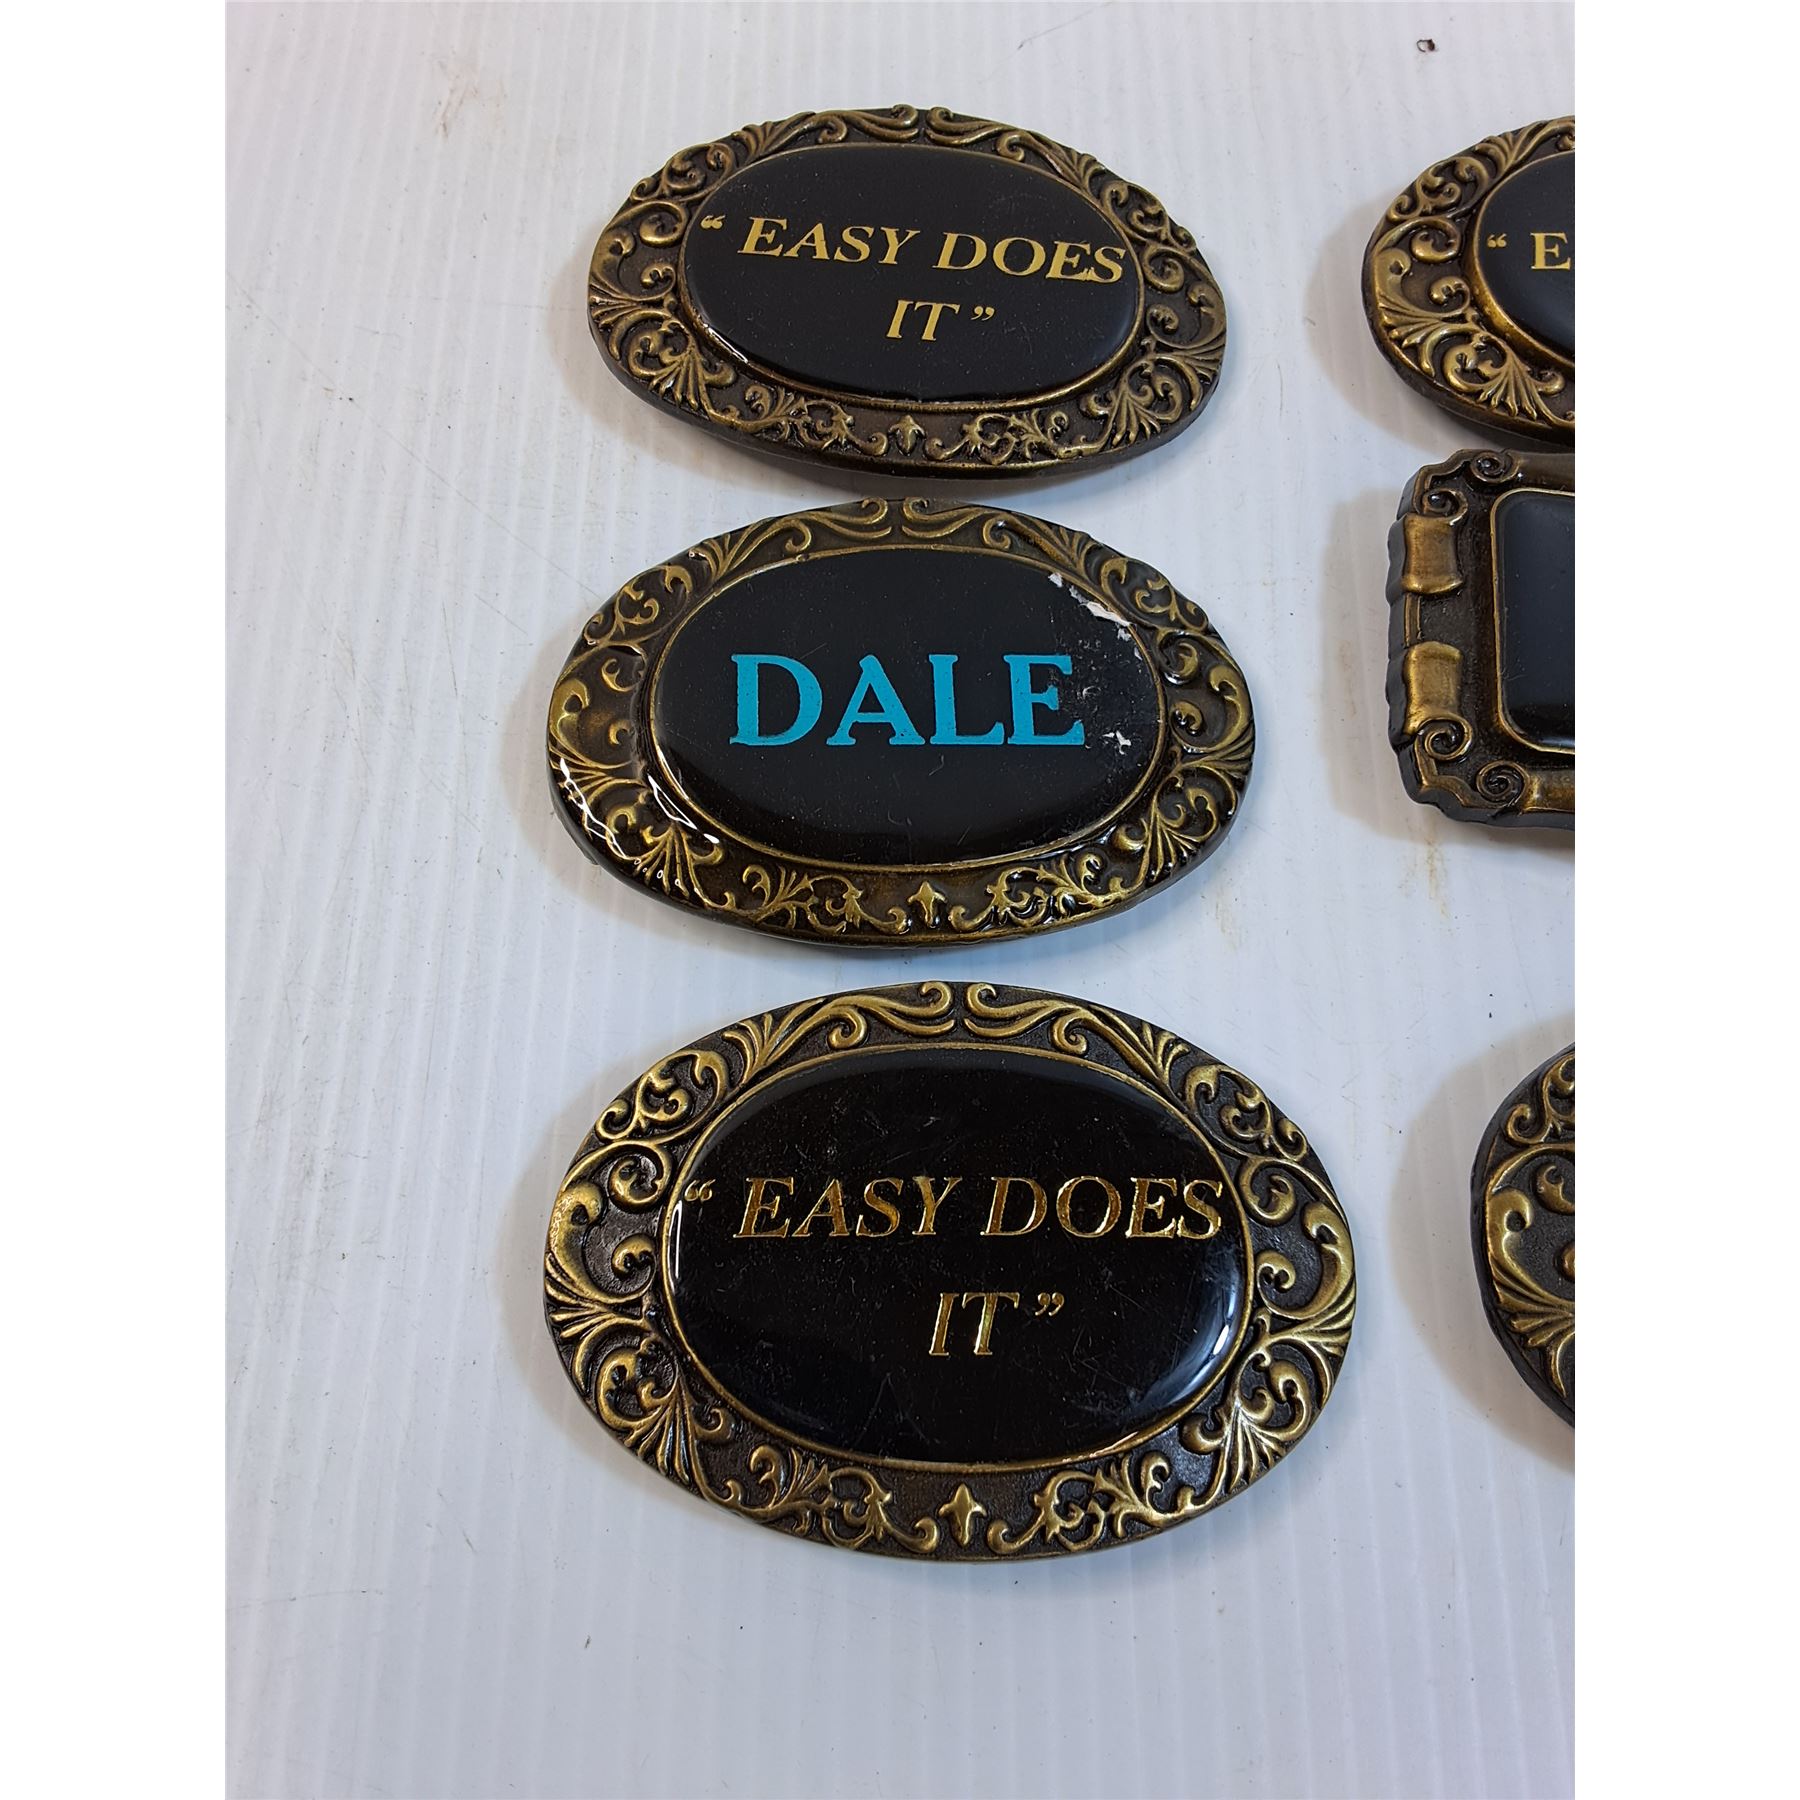 “ EASY DOES
IT ”
“ E
DALE
“ EASY DOES
IT ”